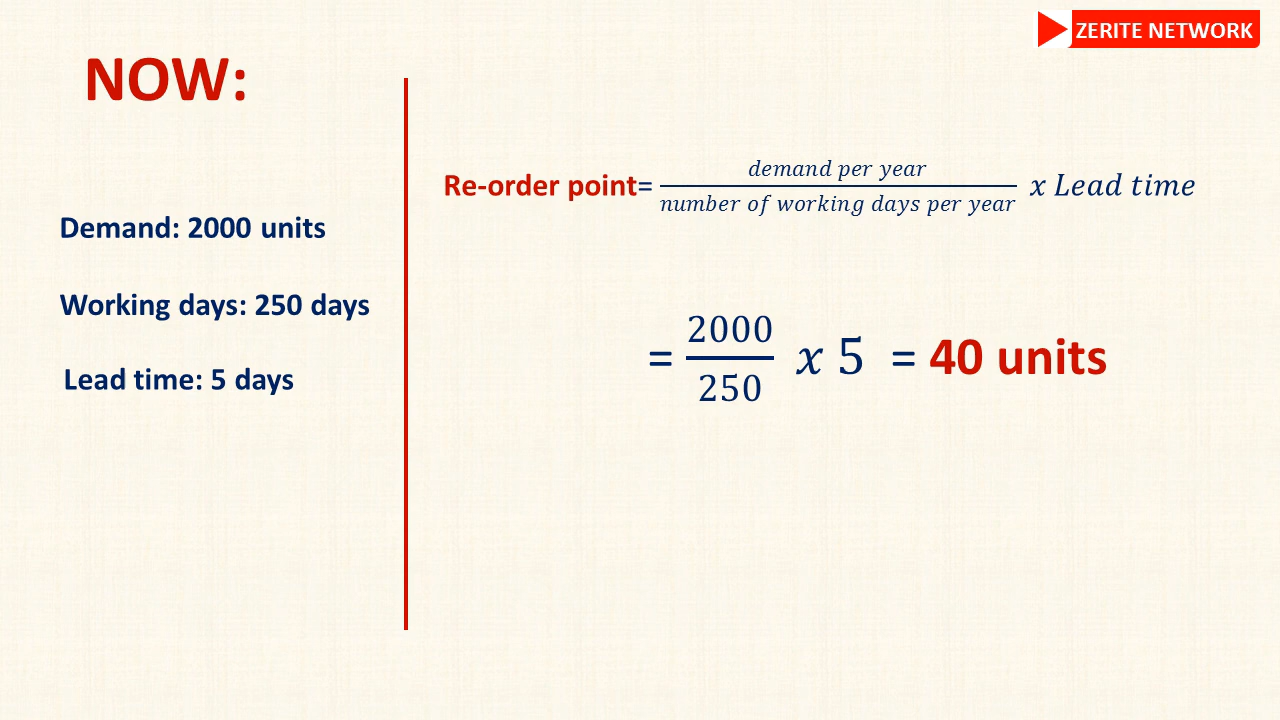 ZERITE NETWORK
NOW:
Demand: 2000 units
Working days: 250 days
Lead time: 5 days
Re-order point= demand per year / number of working days per year x Lead time
= 2000 / 250 x 5 = 40 units